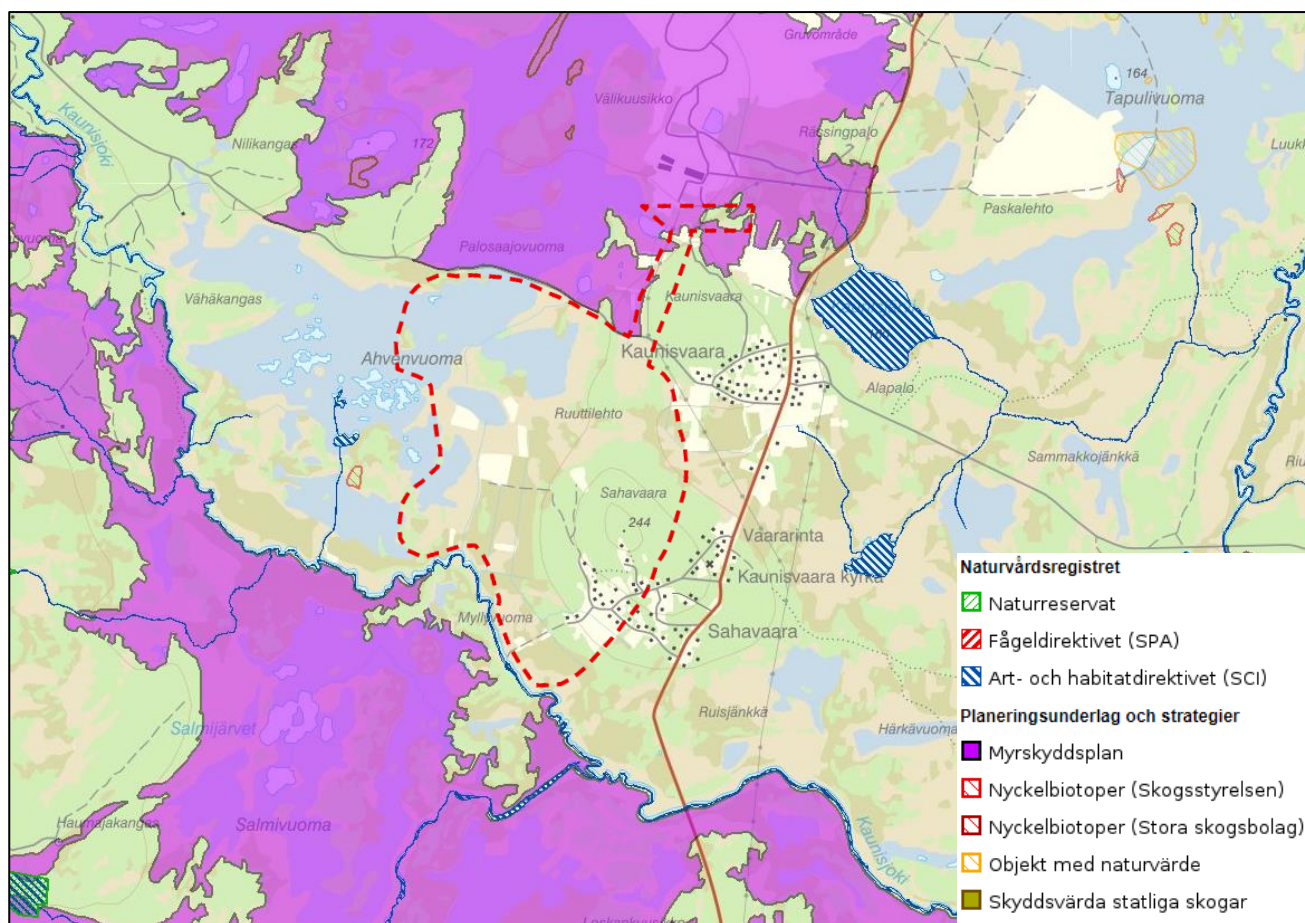 Gruvområde
164
Tapulivuoma
Välikuusikko
Kaunisjoki
Rässingpalo
Nilikangas
172
Paskalehto
Palosaajovuoma
Vähäkangas
Kaunisvaara
Ahvenvuoma
Kaunisvaara
Alapalo
Ruuttilehto
Sammakkojänkkä
Sahavaara
244
Vaararinta
Kaunisvaara kyrka
Myllyvuoma
Sahavaara
Salmijärvet
Ruisjänkkä
Härkävuoma
Haumajakangas
Salmivuoma
Kaunisjoki
Naturvårdsregistret
Naturreservat
Fågeldirektivet (SPA)
Art- och habitatdirektivet (SCI)
Planeringsunderlag och strategier
Myrskyddsplan
Nyckelbiotoper (Skogsstyrelsen)
Nyckelbiotoper (Stora skogsbolag)
Objekt med naturvärde
Skyddsvärda statliga skogar